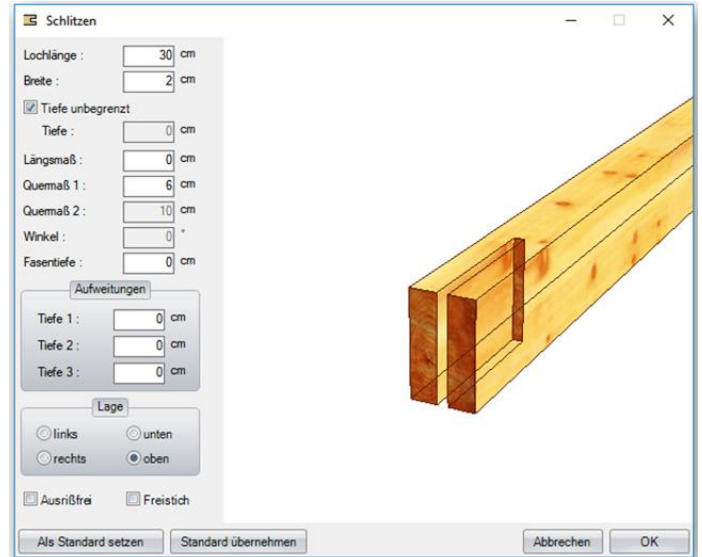 Schlitzen
Lochlänge : 30 cm
Breite : 2 cm
Tiefe unbegrenzt
Tiefe : 0 cm
Längsmaß : 0 cm
Quermaß 1 : 6 cm
Quermaß 2 : 10 cm
Winkel : 0 °
Fasentiefe : 0 cm
Aufweitungen
Tiefe 1 : 0 cm
Tiefe 2 : 0 cm
Tiefe 3 : 0 cm
Lage
links unten
rechts oben
Ausrißfrei Freistich
Als Standard setzen Standard übernehmen Abbrechen OK